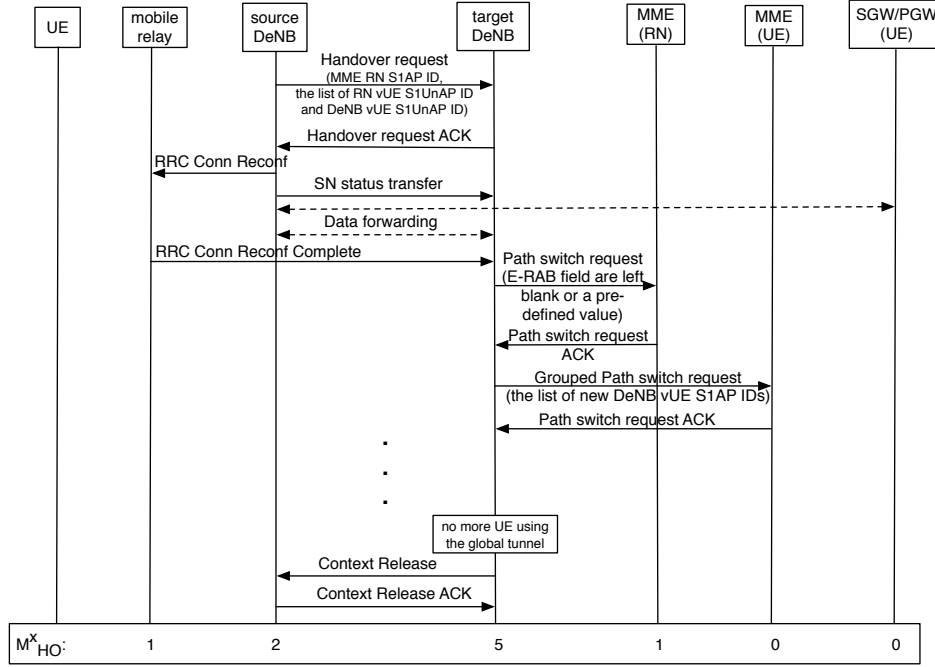 UE
mobile
relay
source
DeNB
target
DeNB
MME
(RN)
MME
(UE)
SGW/PGW
(UE)
Handover request
(MME RN S1AP ID,
the list of RN vUE S1UnAP ID
and DeNB vUE S1UnAP ID)
Handover request ACK
RRC Conn Reconf
SN status transfer
Data forwarding
RRC Conn Reconf Complete
Path switch request
(E-RAB field are left
blank or a pre-
defined value)
Path switch request
ACK
Grouped Path switch request
(the list of new DeNB vUE S1AP IDs)
Path switch request ACK
no more UE using
the global tunnel
Context Release
Context Release ACK
M^X_HO: 1 2 5 1 0 0